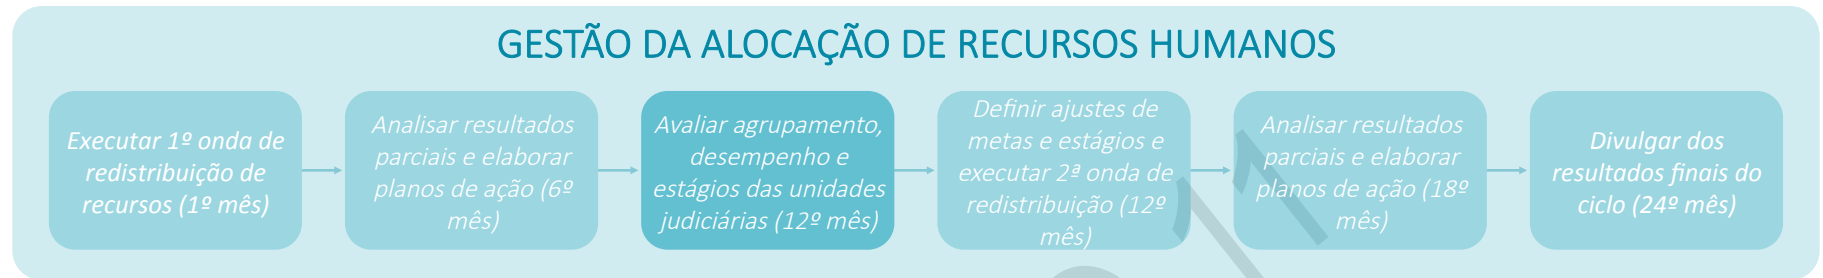 GESTÃO DA ALOCAÇÃO DE RECURSOS HUMANOS
Executar 1º onda de
redistribuição de
recursos (1º mês)
Analisar resultados
parciais e elaborar
planos de ação (6º
mês)
Avaliar agrupamento,
desempenho e
estágios das unidades
judiciárias (12º mês)
Definir ajustes de
metas e estágios e
executar 2ª onda de
redistribuição (12º
mês)
Analisar resultados
parciais e elaborar
planos de ação (18º
mês)
Divulgar dos
resultados finais do
ciclo (24º mês)